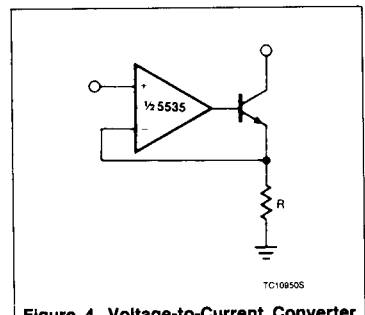 +
½ 5535
−
R
TC10950S
Figure 4. Voltage-to-Current Converter